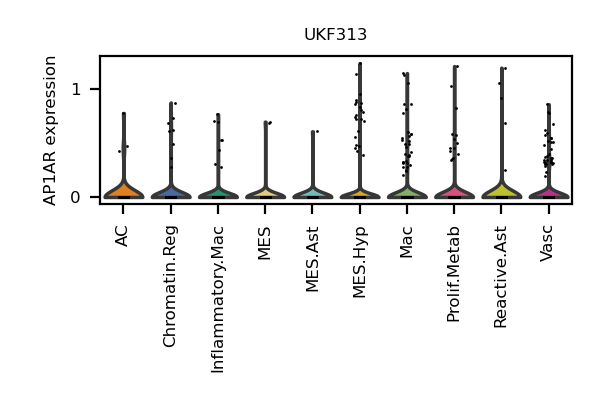 UKF313
AP1AR expression
1
0
AC
Chromatin.Reg
Inflammatory.Mac
MES
MES.Ast
MES.Hyp
Mac
Prolif.Metab
Reactive.Ast
Vasc